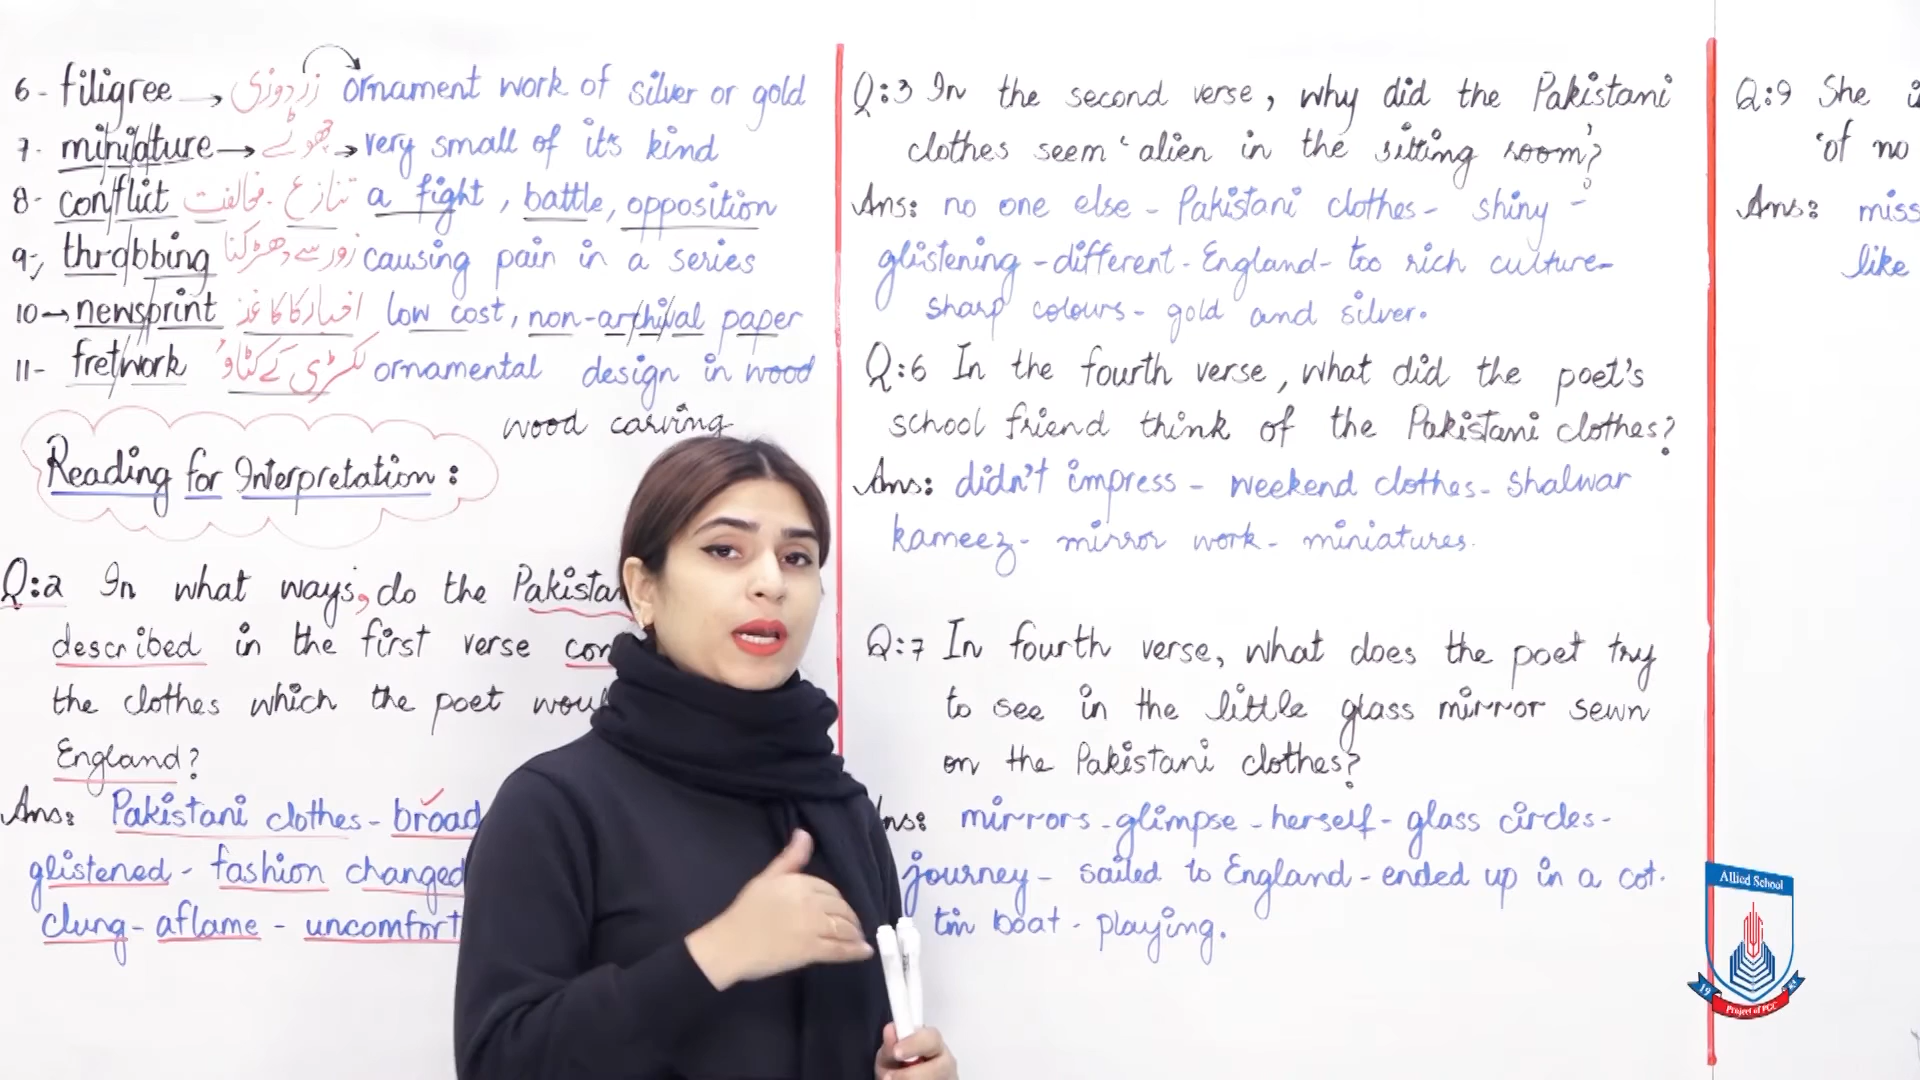 6- filigree → زردوزی ornament work of silver or gold
7- miniature → چھوٹے → very small of it's kind
8- conflict تنازع، مخالفت a fight, battle, opposition
9- throbbing زور سے دھڑکنا causing pain in a series
10→ newsprint اخبار کا کاغذ low cost, non-archival paper
11- fretwork لکڑی کے کٹاؤ ornamental design in wood
wood carving
Reading for Interpretation:
Q:2 In what ways, do the Pakistan
described in the first verse con
the clothes which the poet wou
England?
Ans: Pakistani clothes- broad
glistened - fashion changed
clung- aflame - uncomfort
Q:3 In the second verse, why did the Pakistani
clothes seem 'alien in the sitting room'?
Ans: no one else - Pakistani clothes- shiny -
glistening - different - England- too rich culture-
sharp colours- gold and silver.
Q:6 In the fourth verse, what did the poet's
school friend think of the Pakistani clothes?
Ans: didn't impress - weekend clothes- shalwar
kameez- mirror work- miniatures.
Q:7 In fourth verse, what does the poet try
to see in the little glass mirror sewn
on the Pakistani clothes?
ns: mirrors - glimpse - herself - glass circles-
journey- sailed to England - ended up in a cot.
tin boat - playing.
Q:9 She i
'of no
Ans: miss
like
Allied School
Project of PGC